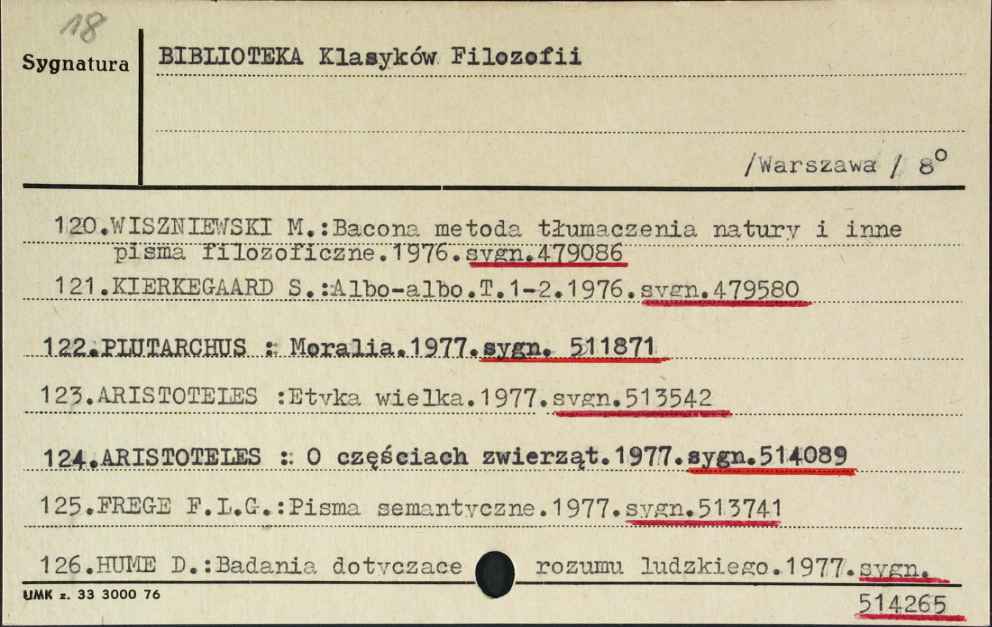 18
Sygnatura
BIBLIOTEKA Klasyków Filozofii
/Warszawa / 8°
120.WISZNIEWSKI M.:Bacona metoda tłumaczenia natury i inne
pisma filozoficzne.1976.sygn.479086
121.KIERKEGAARD S.:Albo-albo.T.1-2.1976.sygn.479580
122.PLUTARCHUS : Moralia.1977.sygn. 511871
123.ARISTOTELES :Etyka wielka.1977.sygn.513542
124.ARISTOTELES : O częściach zwierząt.1977.sygn.514089
125.FREGE F.L.G.:Pisma semantyczne.1977.sygn.513741
126.HUME D.:Badania dotyczace rozumu ludzkiego.1977.sygn.
514265
UMK z. 33 3000 76